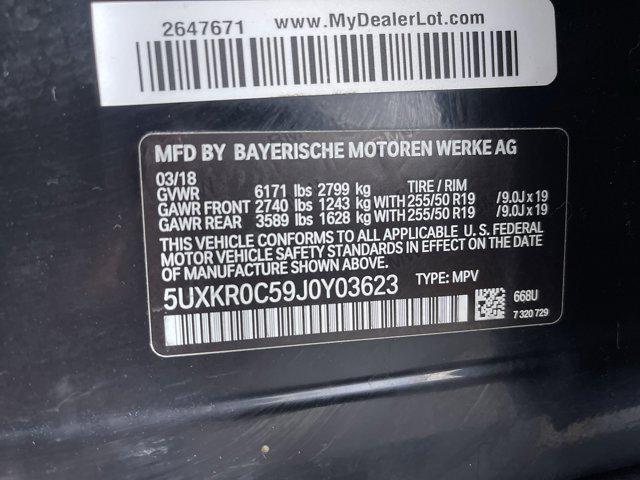 2647671 www.MyDealerLot.com
MFD BY BAYERISCHE MOTOREN WERKE AG
03/18
GVWR 6171 lbs 2799 kg TIRE / RIM
GAWR FRONT 2740 lbs 1243 kg WITH 255/50 R19 /9.0J x 19
GAWR REAR 3589 lbs 1628 kg WITH 255/50 R19 /9.0J x 19
THIS VEHICLE CONFORMS TO ALL APPLICABLE U.S. FEDERAL
MOTOR VEHICLE SAFETY STANDARDS IN EFFECT ON THE DATE
OF MANUFACTURE SHOWN ABOVE.
5UXKR0C59J0Y03623 TYPE: MPV
668U
7 320 729